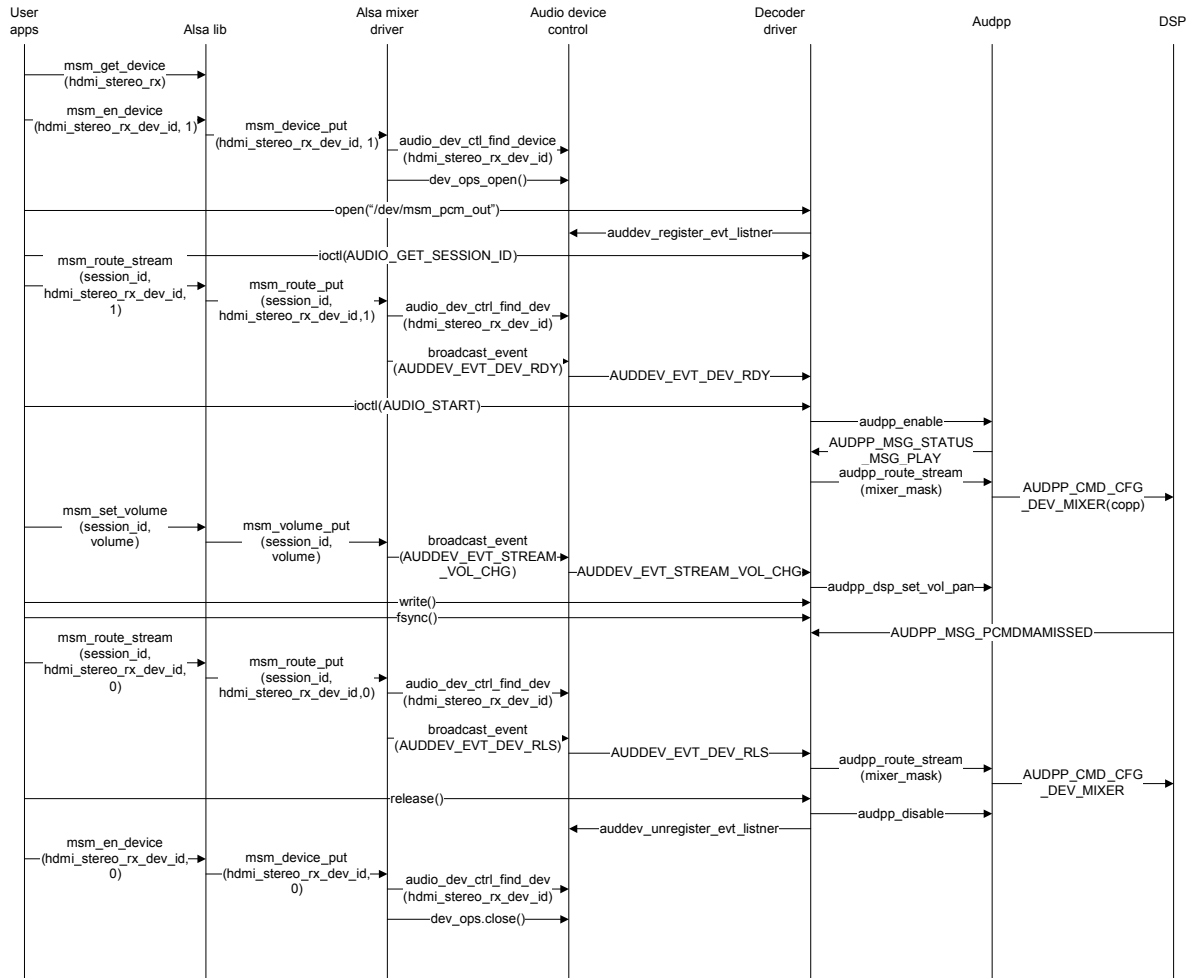 User
apps
Alsa lib
Alsa mixer
driver
Audio device
control
Decoder
driver
Audpp
DSP
msm_get_device
(hdmi_stereo_rx)
msm_en_device
(hdmi_stereo_rx_dev_id, 1)
msm_device_put
(hdmi_stereo_rx_dev_id, 1)
audio_dev_ctl_find_device
(hdmi_stereo_rx_dev_id)
dev_ops_open()
open(“/dev/msm_pcm_out”)
auddev_register_evt_listner
ioctl(AUDIO_GET_SESSION_ID)
msm_route_stream
(session_id,
hdmi_stereo_rx_dev_id,
1)
msm_route_put
(session_id,
hdmi_stereo_rx_dev_id,1)
audio_dev_ctrl_find_dev
(hdmi_stereo_rx_dev_id)
broadcast_event
(AUDDEV_EVT_DEV_RDY)
AUDDEV_EVT_DEV_RDY
ioctl(AUDIO_START)
audpp_enable
AUDPP_MSG_STATUS
_MSG_PLAY
audpp_route_stream
(mixer_mask)
AUDPP_CMD_CFG
_DEV_MIXER(copp)
msm_set_volume
(session_id,
volume)
msm_volume_put
(session_id,
volume)
broadcast_event
(AUDDEV_EVT_STREAM
_VOL_CHG)
AUDDEV_EVT_STREAM_VOL_CHG
audpp_dsp_set_vol_pan
write()
fsync()
AUDPP_MSG_PCMDMAMISSED
msm_route_stream
(session_id,
hdmi_stereo_rx_dev_id,
0)
msm_route_put
(session_id,
hdmi_stereo_rx_dev_id,0)
audio_dev_ctrl_find_dev
(hdmi_stereo_rx_dev_id)
broadcast_event
(AUDDEV_EVT_DEV_RLS)
AUDDEV_EVT_DEV_RLS
audpp_route_stream
(mixer_mask)
AUDPP_CMD_CFG
_DEV_MIXER
release()
audpp_disable
auddev_unregister_evt_listner
msm_en_device
(hdmi_stereo_rx_dev_id,
0)
msm_device_put
(hdmi_stereo_rx_dev_id,
0)
audio_dev_ctrl_find_dev
(hdmi_stereo_rx_dev_id)
dev_ops.close()